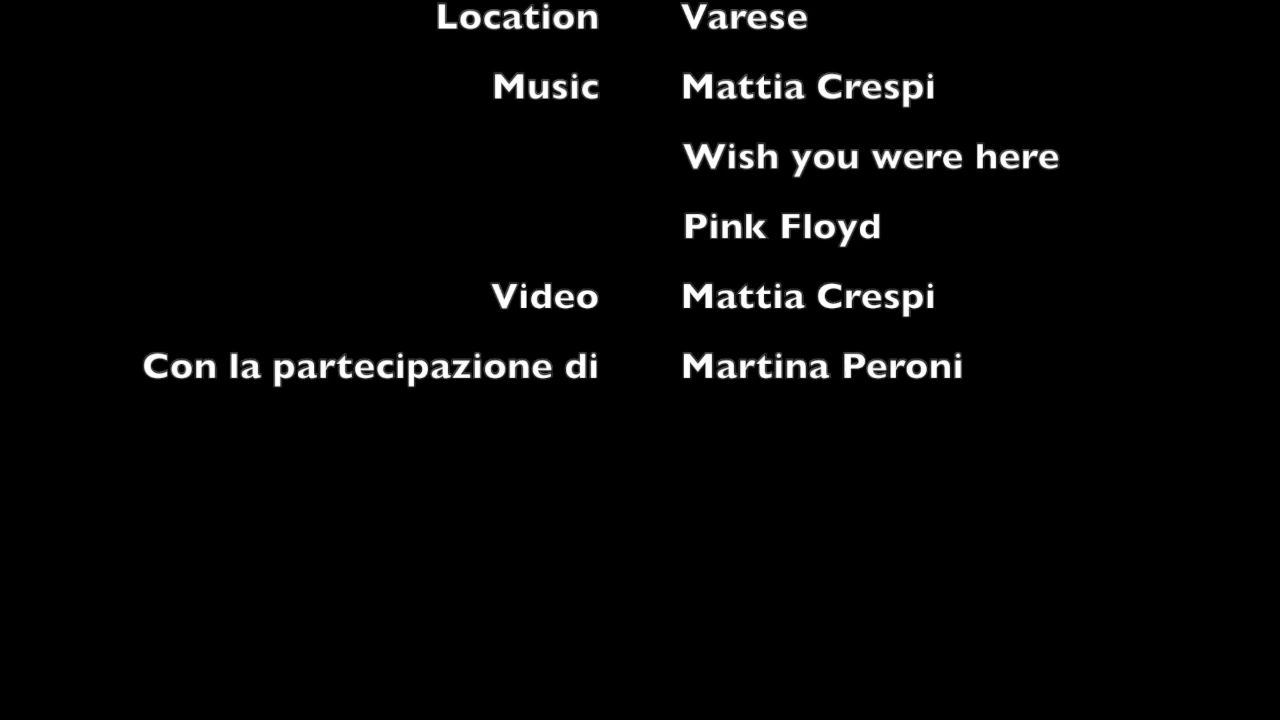 Location Varese
Music Mattia Crespi
Wish you were here
Pink Floyd
Video Mattia Crespi
Con la partecipazione di Martina Peroni